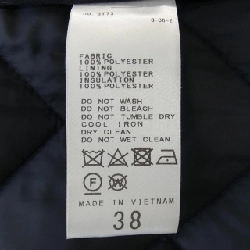 FABRIC
100% POLYESTER
LINING
100% POLYESTER
INSULATION
100% POLYESTER
DO NOT WASH
DO NOT BLEACH
DO NOT TUMBLE DRY
COOL IRON
DRY CLEAN
DO NOT WET CLEAN
F W
MADE IN VIETNAM
38